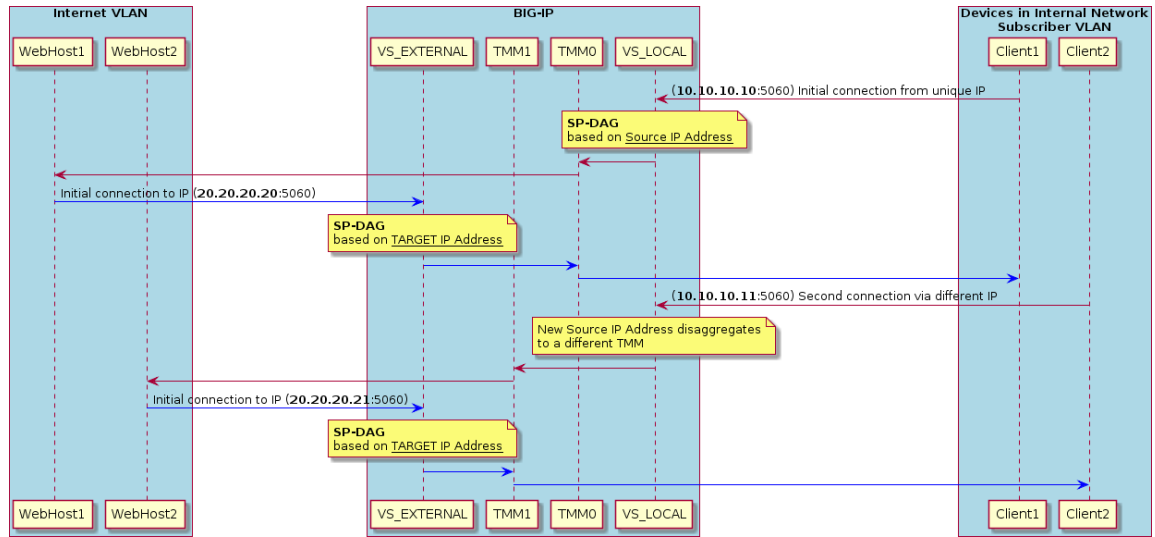 Internet VLAN
BIG-IP
Devices in Internal Network
Subscriber VLAN
WebHost1
WebHost2
VS_EXTERNAL
TMM1
TMM0
VS_LOCAL
Client1
Client2
(10.10.10.10:5060) Initial connection from unique IP
SP-DAG
based on Source IP Address
Initial connection to IP (20.20.20.20:5060)
SP-DAG
based on TARGET IP Address
(10.10.10.11:5060) Second connection via different IP
New Source IP Address disaggregates
to a different TMM
Initial connection to IP (20.20.20.21:5060)
SP-DAG
based on TARGET IP Address
WebHost1
WebHost2
VS_EXTERNAL
TMM1
TMM0
VS_LOCAL
Client1
Client2